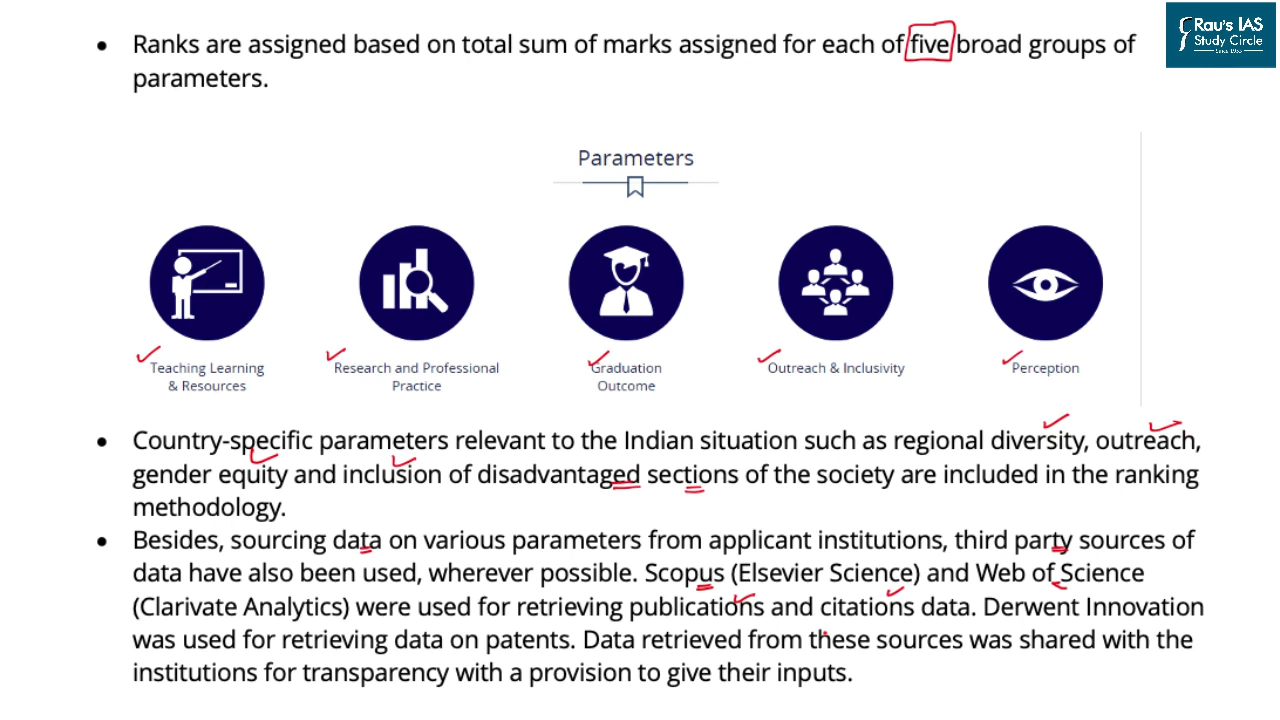 Rau's IAS
Study Circle
• Ranks are assigned based on total sum of marks assigned for each of five broad groups of
parameters.
Parameters
Teaching Learning
& Resources
Research and Professional
Practice
Graduation
Outcome
Outreach & Inclusivity
Perception
• Country-specific parameters relevant to the Indian situation such as regional diversity, outreach,
gender equity and inclusion of disadvantaged sections of the society are included in the ranking
methodology.
• Besides, sourcing data on various parameters from applicant institutions, third party sources of
data have also been used, wherever possible. Scopus (Elsevier Science) and Web of Science
(Clarivate Analytics) were used for retrieving publications and citations data. Derwent Innovation
was used for retrieving data on patents. Data retrieved from these sources was shared with the
institutions for transparency with a provision to give their inputs.